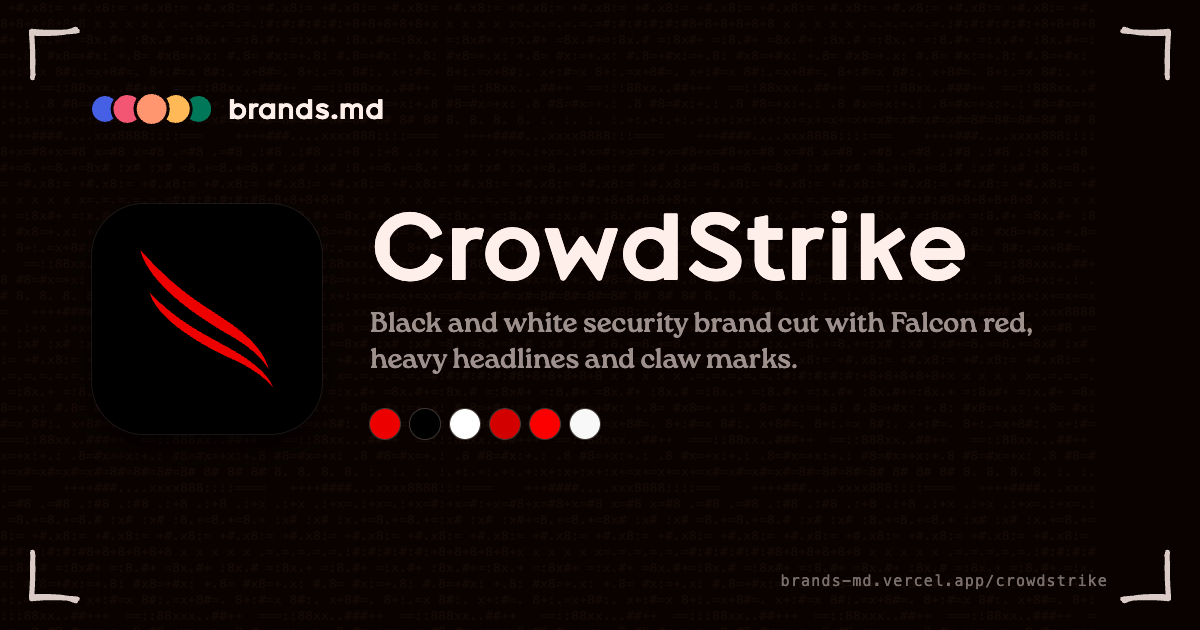 brands.md
CrowdStrike
Black and white security brand cut with Falcon red,
heavy headlines and claw marks.
brands-md.vercel.app/crowdstrike